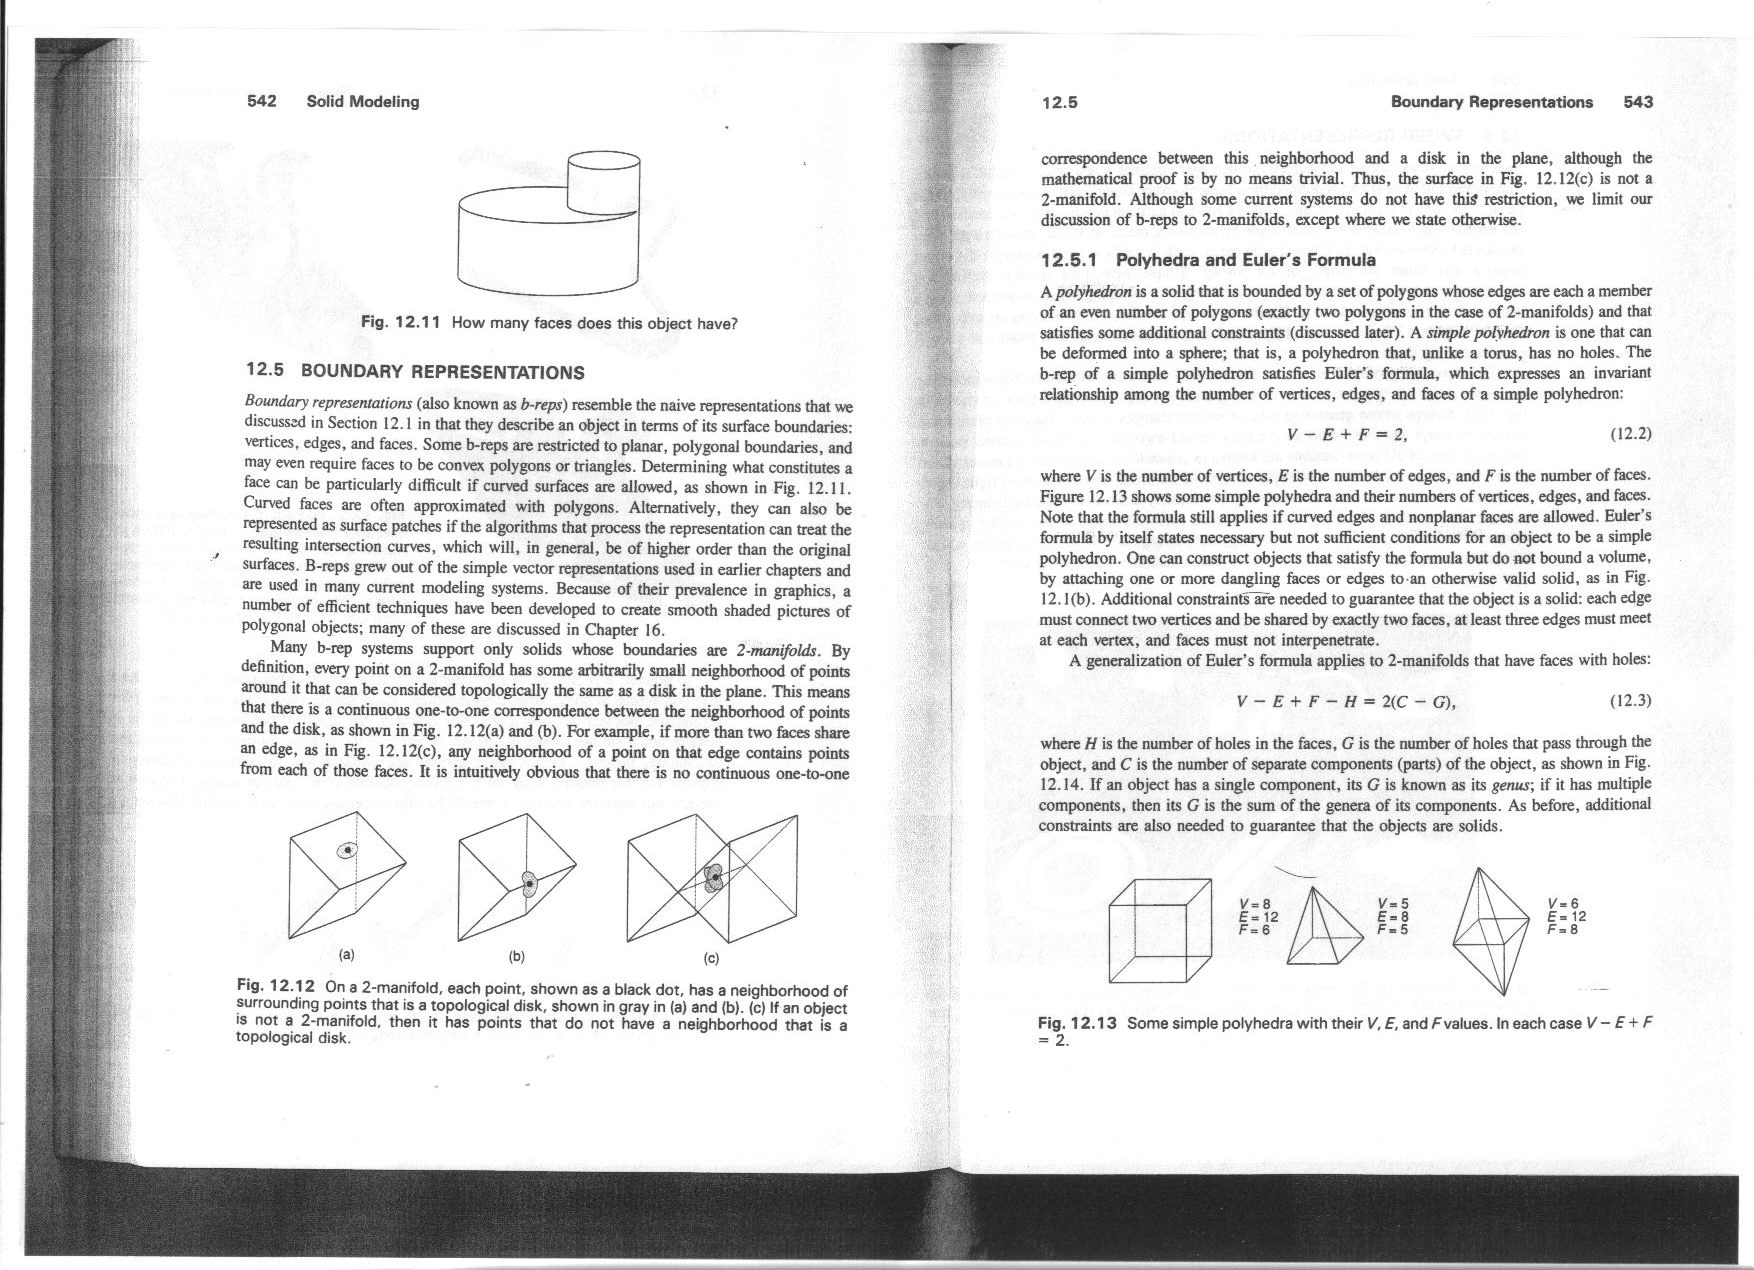 542 Solid Modeling
Fig. 12.11 How many faces does this object have?
12.5 BOUNDARY REPRESENTATIONS
Boundary representations (also known as b-reps) resemble the naive representations that we
discussed in Section 12.1 in that they describe an object in terms of its surface boundaries:
vertices, edges, and faces. Some b-reps are restricted to planar, polygonal boundaries, and
may even require faces to be convex polygons or triangles. Determining what constitutes a
face can be particularly difficult if curved surfaces are allowed, as shown in Fig. 12.11.
Curved faces are often approximated with polygons. Alternatively, they can also be
represented as surface patches if the algorithms that process the representation can treat the
resulting intersection curves, which will, in general, be of higher order than the original
surfaces. B-reps grew out of the simple vector representations used in earlier chapters and
are used in many current modeling systems. Because of their prevalence in graphics, a
number of efficient techniques have been developed to create smooth shaded pictures of
polygonal objects; many of these are discussed in Chapter 16.
Many b-rep systems support only solids whose boundaries are 2-manifolds. By
definition, every point on a 2-manifold has some arbitrarily small neighborhood of points
around it that can be considered topologically the same as a disk in the plane. This means
that there is a continuous one-to-one correspondence between the neighborhood of points
and the disk, as shown in Fig. 12.12(a) and (b). For example, if more than two faces share
an edge, as in Fig. 12.12(c), any neighborhood of a point on that edge contains points
from each of those faces. It is intuitively obvious that there is no continuous one-to-one
(a) (b) (c)
Fig. 12.12 On a 2-manifold, each point, shown as a black dot, has a neighborhood of
surrounding points that is a topological disk, shown in gray in (a) and (b). (c) If an object
is not a 2-manifold, then it has points that do not have a neighborhood that is a
topological disk.
12.5 Boundary Representations 543
correspondence between this neighborhood and a disk in the plane, although the
mathematical proof is by no means trivial. Thus, the surface in Fig. 12.12(c) is not a
2-manifold. Although some current systems do not have this restriction, we limit our
discussion of b-reps to 2-manifolds, except where we state otherwise.
12.5.1 Polyhedra and Euler's Formula
A polyhedron is a solid that is bounded by a set of polygons whose edges are each a member
of an even number of polygons (exactly two polygons in the case of 2-manifolds) and that
satisfies some additional constraints (discussed later). A simple polyhedron is one that can
be deformed into a sphere; that is, a polyhedron that, unlike a torus, has no holes. The
b-rep of a simple polyhedron satisfies Euler's formula, which expresses an invariant
relationship among the number of vertices, edges, and faces of a simple polyhedron:
V − E + F = 2, (12.2)
where V is the number of vertices, E is the number of edges, and F is the number of faces.
Figure 12.13 shows some simple polyhedra and their numbers of vertices, edges, and faces.
Note that the formula still applies if curved edges and nonplanar faces are allowed. Euler's
formula by itself states necessary but not sufficient conditions for an object to be a simple
polyhedron. One can construct objects that satisfy the formula but do not bound a volume,
by attaching one or more dangling faces or edges to an otherwise valid solid, as in Fig.
12.1(b). Additional constraints are needed to guarantee that the object is a solid: each edge
must connect two vertices and be shared by exactly two faces, at least three edges must meet
at each vertex, and faces must not interpenetrate.
A generalization of Euler's formula applies to 2-manifolds that have faces with holes:
V − E + F − H = 2(C − G), (12.3)
where H is the number of holes in the faces, G is the number of holes that pass through the
object, and C is the number of separate components (parts) of the object, as shown in Fig.
12.14. If an object has a single component, its G is known as its genus; if it has multiple
components, then its G is the sum of the genera of its components. As before, additional
constraints are also needed to guarantee that the objects are solids.
V = 8 V = 5 V = 6
E = 12 E = 8 E = 12
F = 6 F = 5 F = 8
Fig. 12.13 Some simple polyhedra with their V, E, and F values. In each case V − E + F
= 2.